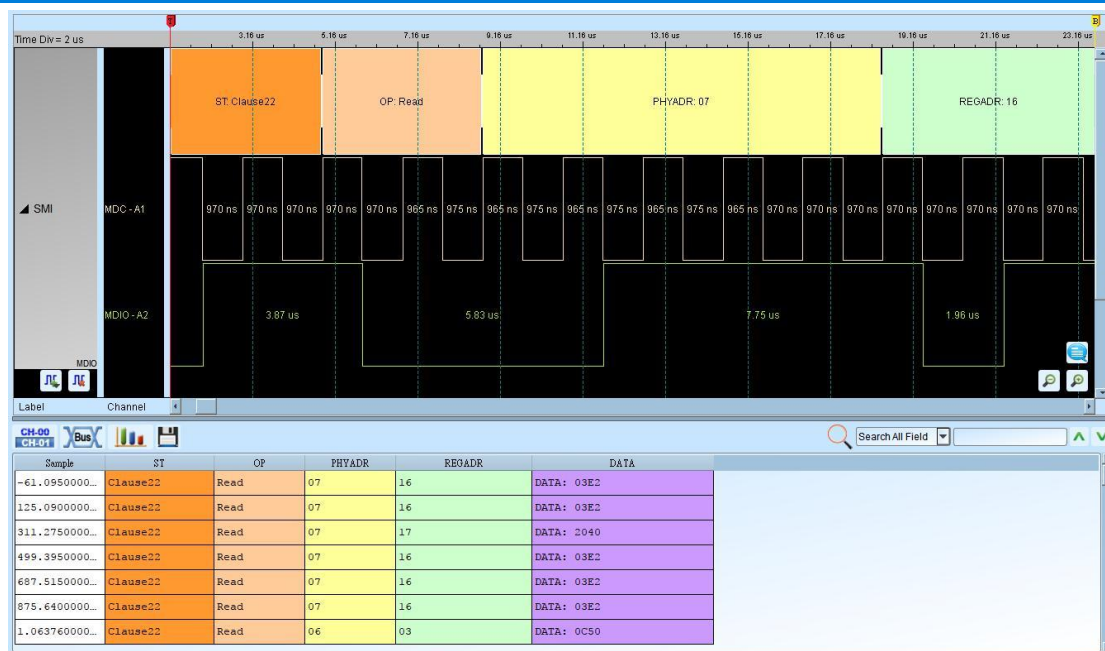 T B
Time Div = 2 us 3.16 us 5.16 us 7.16 us 9.16 us 11.16 us 13.16 us 15.16 us 17.16 us 19.16 us 21.16 us 23.16 us
ST: Clause22 OP: Read PHYADR: 07 REGADR: 16
SMI MDC - A1 970 ns 970 ns 970 ns 970 ns 970 ns 965 ns 975 ns 965 ns 975 ns 965 ns 975 ns 965 ns 975 ns 965 ns 970 ns 970 ns 970 ns 970 ns 970 ns 970 ns 970 ns 970 ns
MDIO - A2 3.87 us 5.83 us 7.75 us 1.96 us
MDIO
Label Channel
CH-00
CH-01 Bus Search All Field
Sample ST OP PHYADR REGADR DATA
-61.0950000... Clause22 Read 07 16 DATA: 03E2
125.0900000... Clause22 Read 07 16 DATA: 03E2
311.2750000... Clause22 Read 07 17 DATA: 2040
499.3950000... Clause22 Read 07 16 DATA: 03E2
687.5150000... Clause22 Read 07 16 DATA: 03E2
875.6400000... Clause22 Read 07 16 DATA: 03E2
1.063760000... Clause22 Read 06 03 DATA: 0C50